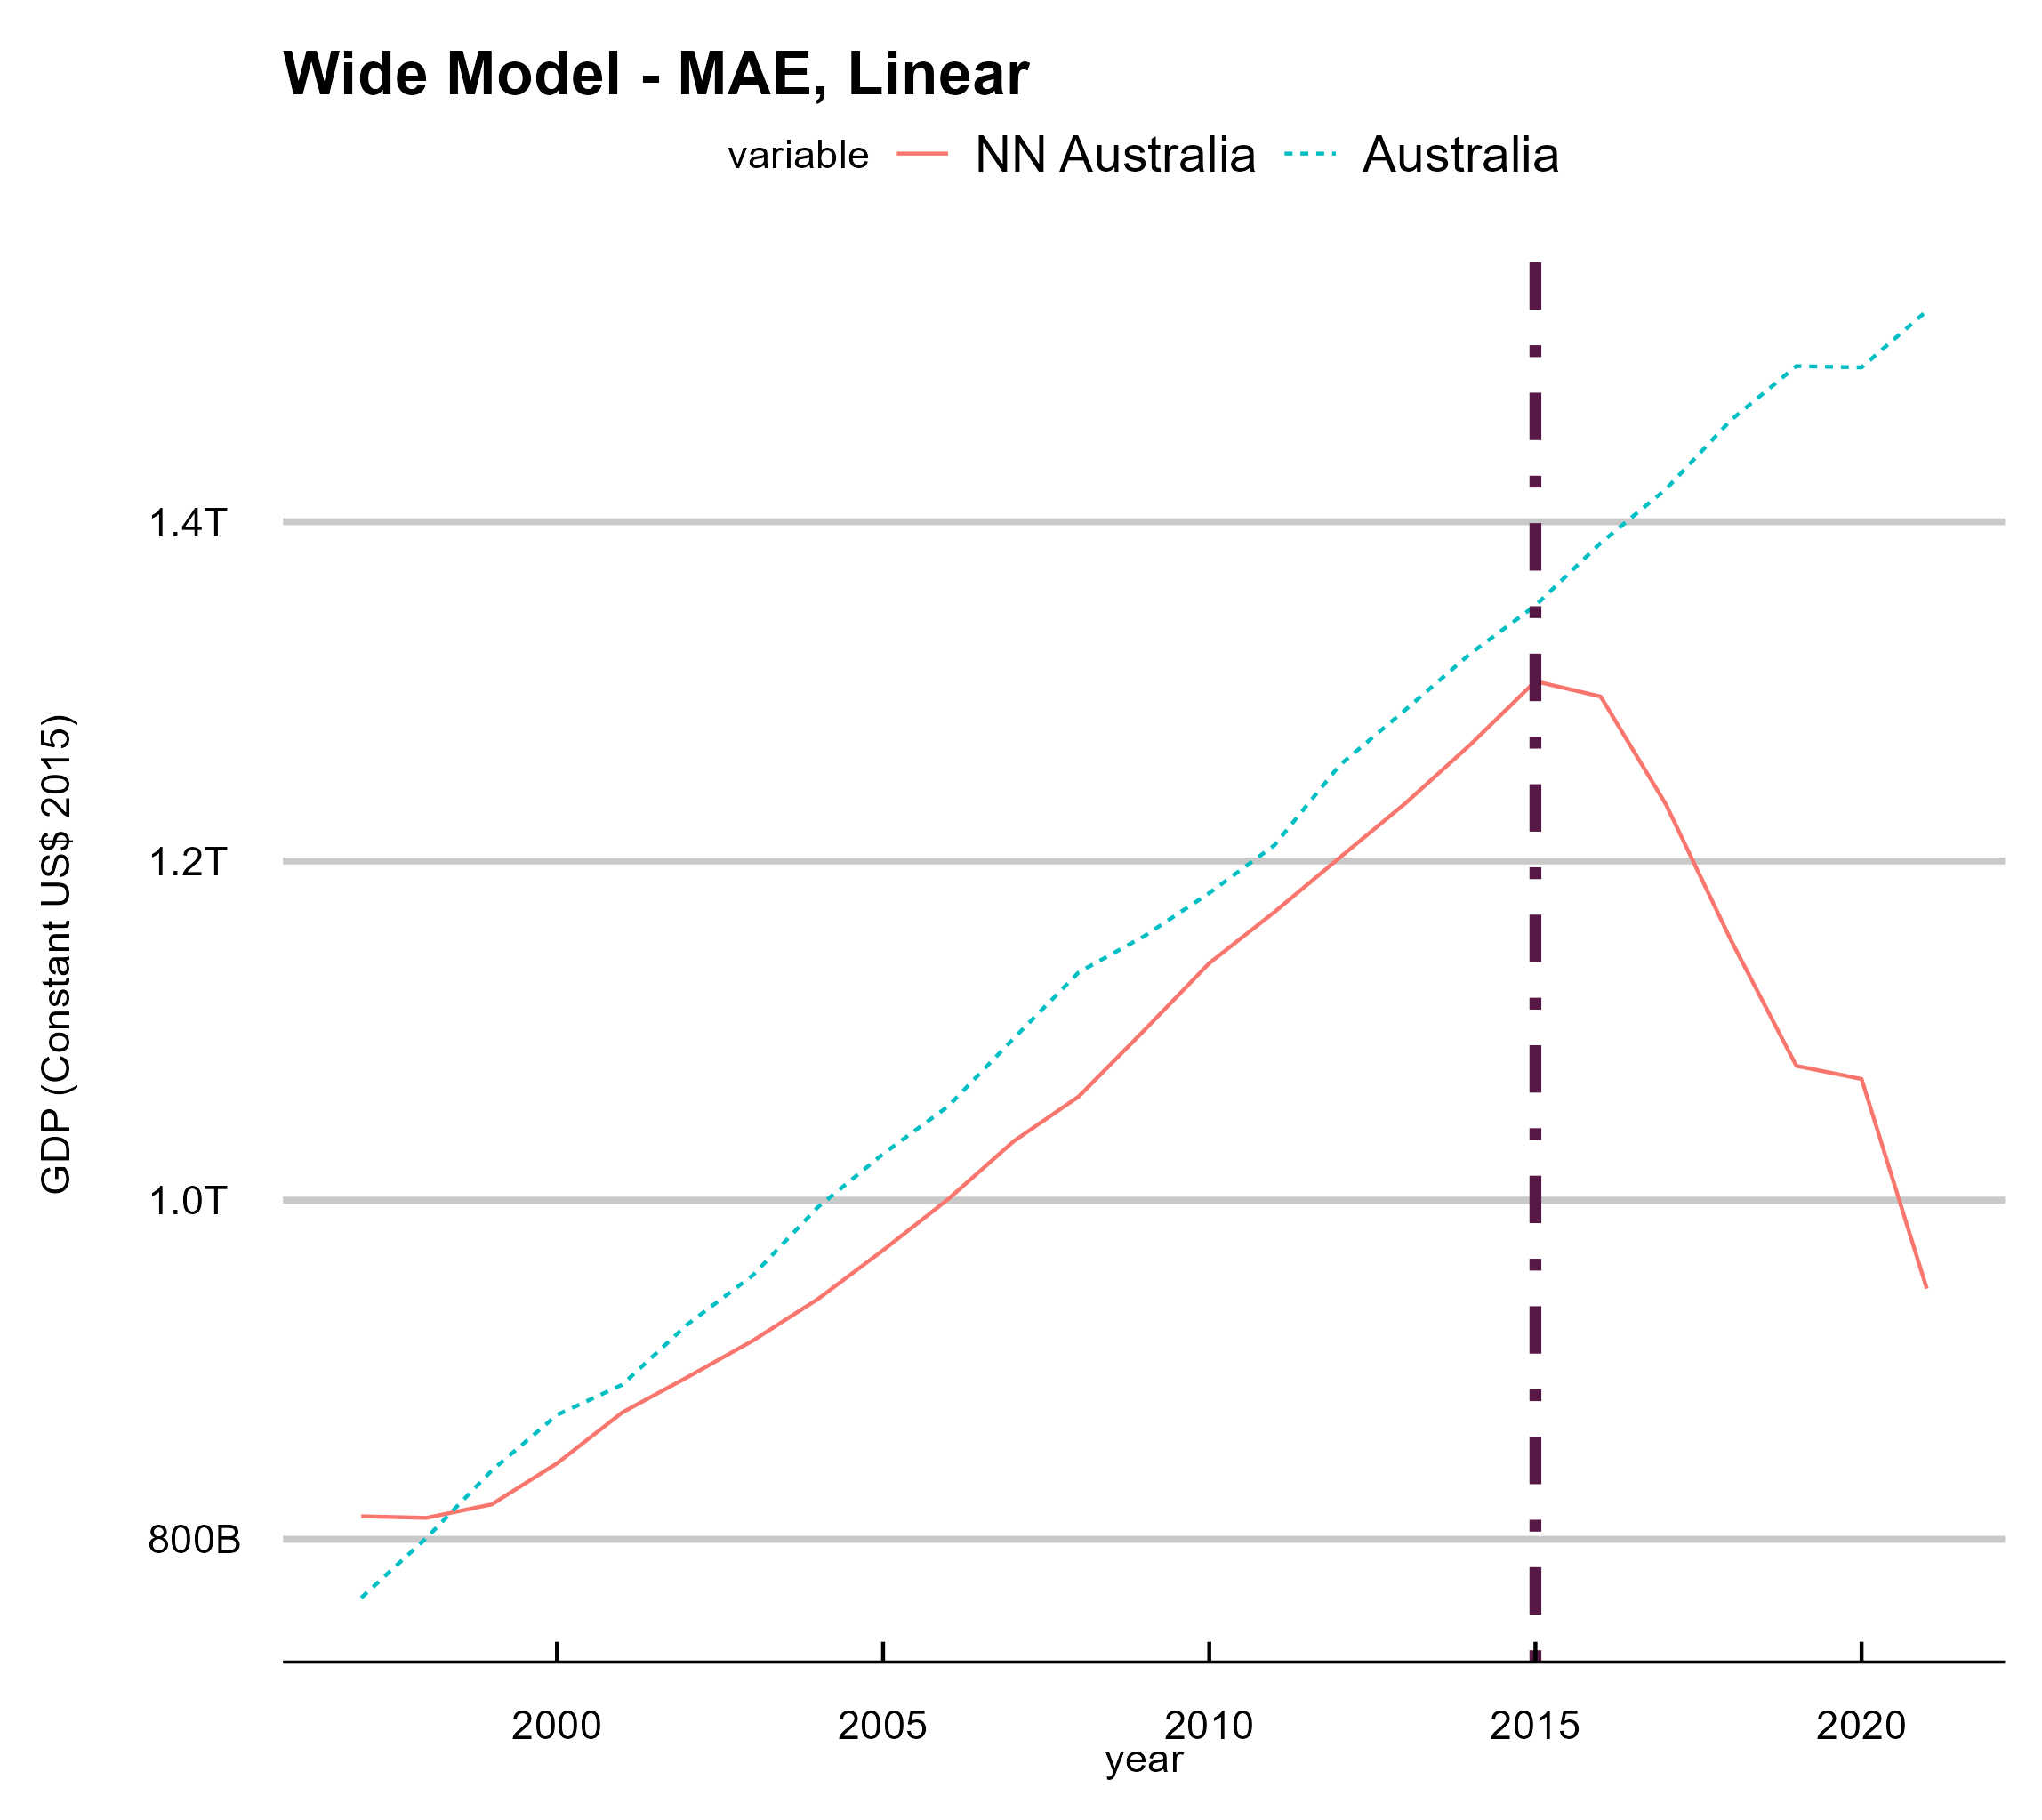 Wide Model - MAE, Linear
variable NN Australia Australia
GDP (Constant US$ 2015)
1.4T
1.2T
1.0T
800B
2000 2005 2010 2015 2020
year